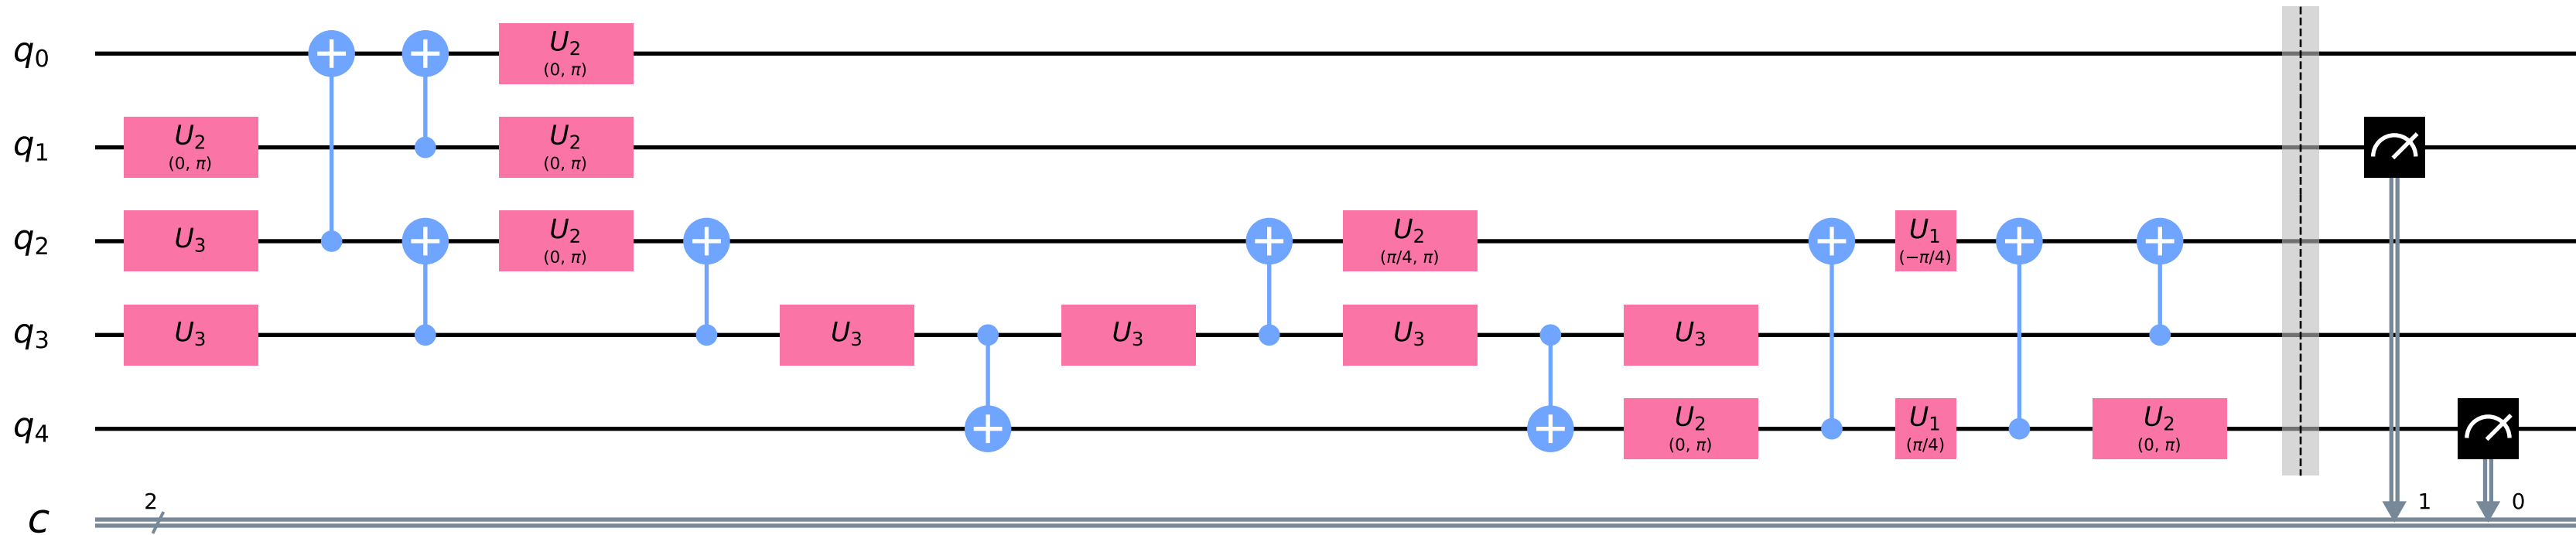 q0 U2 (0, π)
q1 U2 (0, π) U2 (0, π)
q2 U3 U2 (0, π) U2 (π/4, π) U1 (−π/4)
q3 U3 U3 U3 U3 U3
q4 U2 (0, π) U1 (π/4) U2 (0, π)
c 2 1 0